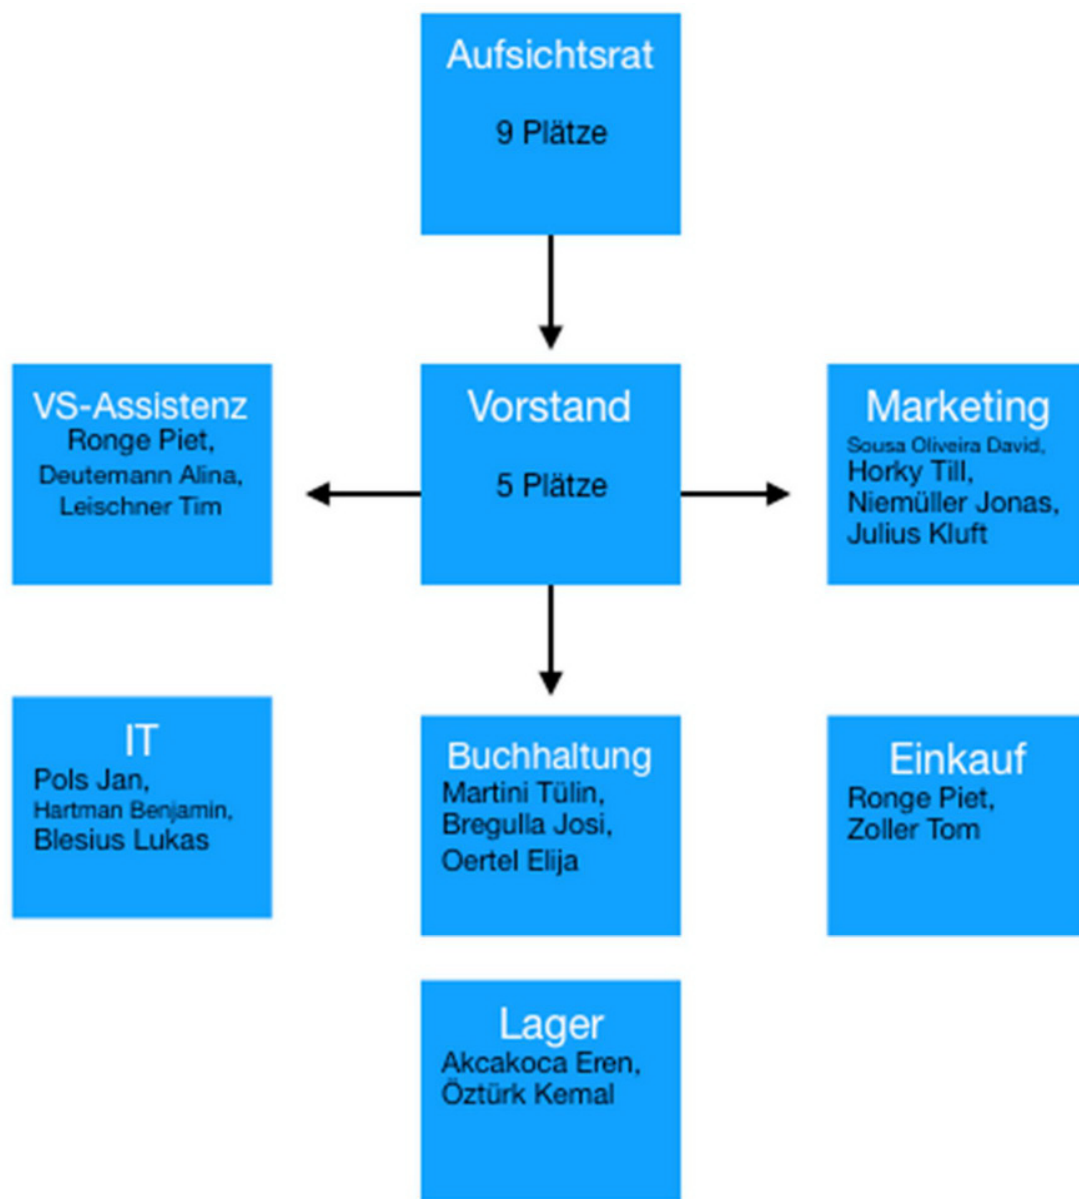 Aufsichtsrat
9 Plätze
VS-Assistenz
Ronge Piet,
Deutemann Alina,
Leischner Tim
Vorstand
5 Plätze
Marketing
Sousa Oliveira David,
Horky Till,
Niemüller Jonas,
Julius Kluft
IT
Pols Jan,
Hartman Benjamin,
Blesius Lukas
Buchhaltung
Martini Tülin,
Bregulla Josi,
Oertel Elija
Einkauf
Ronge Piet,
Zoller Tom
Lager
Akcakoca Eren,
Öztürk Kemal